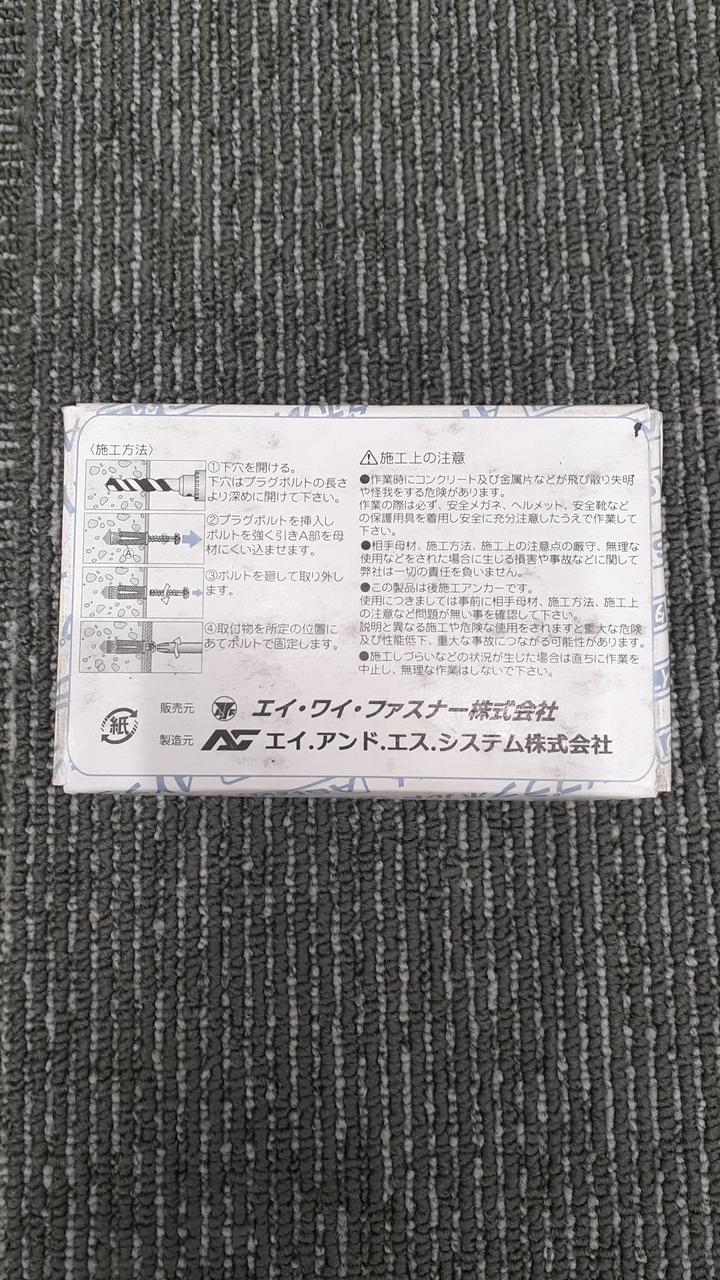 〈施工方法〉
①下穴を開ける。
下穴はプラグボルトの長さ
より深めに開けて下さい。
②プラグボルトを挿入し
ボルトを強く引きA部を母
材にくい込ませます。
A
③ボルトを廻して取り外し
ます。
④取付物を所定の位置に
あてボルトで固定します。
⚠施工上の注意
●作業時にコンクリート及び金属片などが飛び散り失明
や怪我をする危険があります。
作業の際は必ず、安全メガネ、ヘルメット、安全靴など
の保護用具を着用し安全に充分注意したうえで作業して
下さい。
●相手母材、施工方法、施工上の注意点の厳守、無理な
使用などをされた場合に生じる損害や事故などに関して
弊社は一切の責任を負いません。
●この製品は後施工アンカーです。
使用につきましては事前に相手母材、施工方法、施工上
の注意など問題が無い事を確認して下さい。
説明と異なる施工や危険な使用をされますと重大な危険
及び性能低下、重大な事故につながる可能性があります。
●施工しづらいなどの状況が生じた場合は直ちに作業を
中止し、無理な作業はしないで下さい。
紙
販売元 エイ・ワイ・ファスナー株式会社
製造元 エイ.アンド.エス.システム株式会社